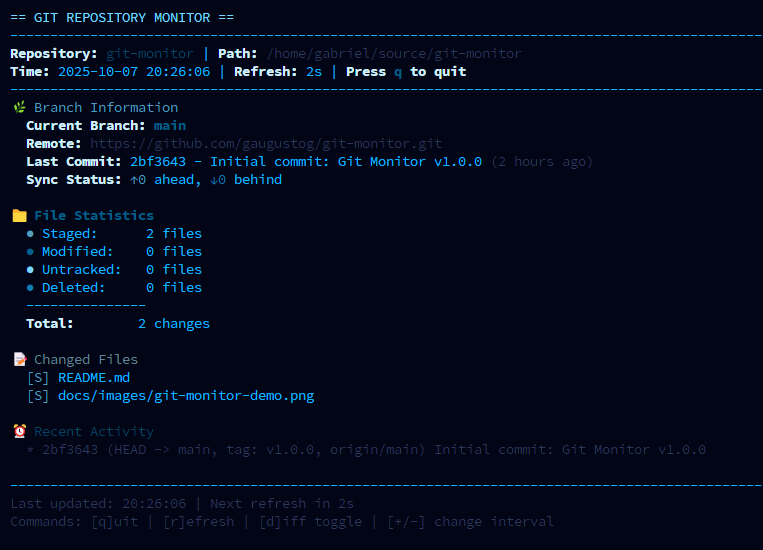 == GIT REPOSITORY MONITOR ==
Repository: git-monitor | Path: /home/gabriel/source/git-monitor
Time: 2025-10-07 20:26:06 | Refresh: 2s | Press q to quit
🌿 Branch Information
Current Branch: main
Remote: https://github.com/gaugustog/git-monitor.git
Last Commit: 2bf3643 - Initial commit: Git Monitor v1.0.0 (2 hours ago)
Sync Status: ↑0 ahead, ↓0 behind
📁 File Statistics
● Staged: 2 files
● Modified: 0 files
● Untracked: 0 files
● Deleted: 0 files
---------------
Total: 2 changes
📝 Changed Files
[S] README.md
[S] docs/images/git-monitor-demo.png
⏰ Recent Activity
* 2bf3643 (HEAD -> main, tag: v1.0.0, origin/main) Initial commit: Git Monitor v1.0.0
Last updated: 20:26:06 | Next refresh in 2s
Commands: [q]uit | [r]efresh | [d]iff toggle | [+/-] change interval